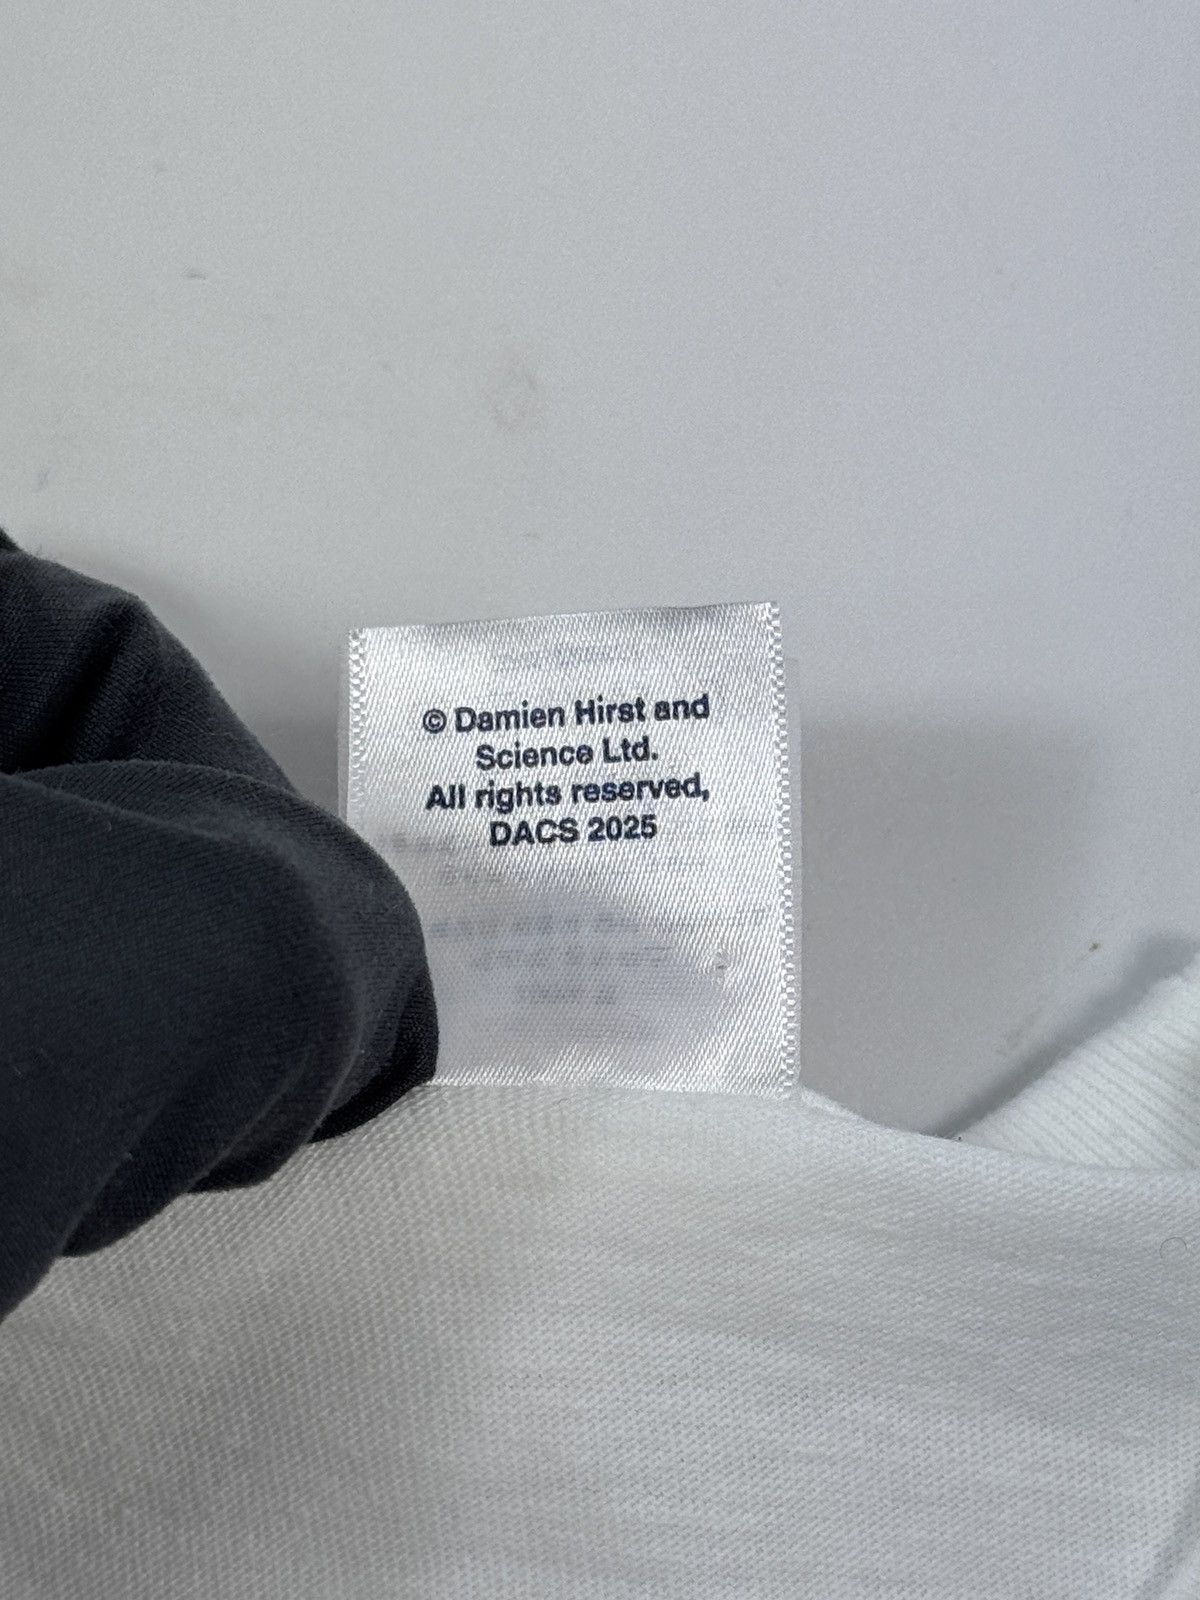 © Damien Hirst and
Science Ltd.
All rights reserved,
DACS 2025